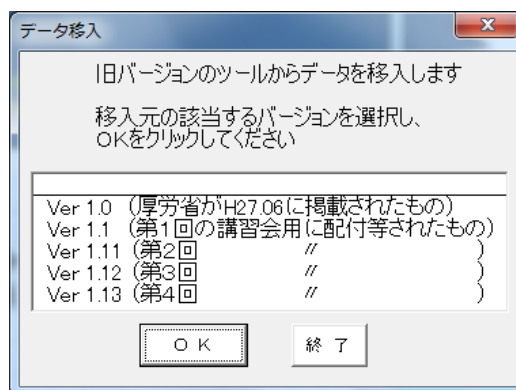 データ移入
旧バージョンのツールからデータを移入します
移入元の該当するバージョンを選択し、
OKをクリックしてください
Ver 1.0 (厚労省がH27.06に掲載されたもの)
Ver 1.1 (第1回の講習会用に配付等されたもの)
Ver 1.11 (第2回 〃 )
Ver 1.12 (第3回 〃 )
Ver 1.13 (第4回 〃 )
OK
終了